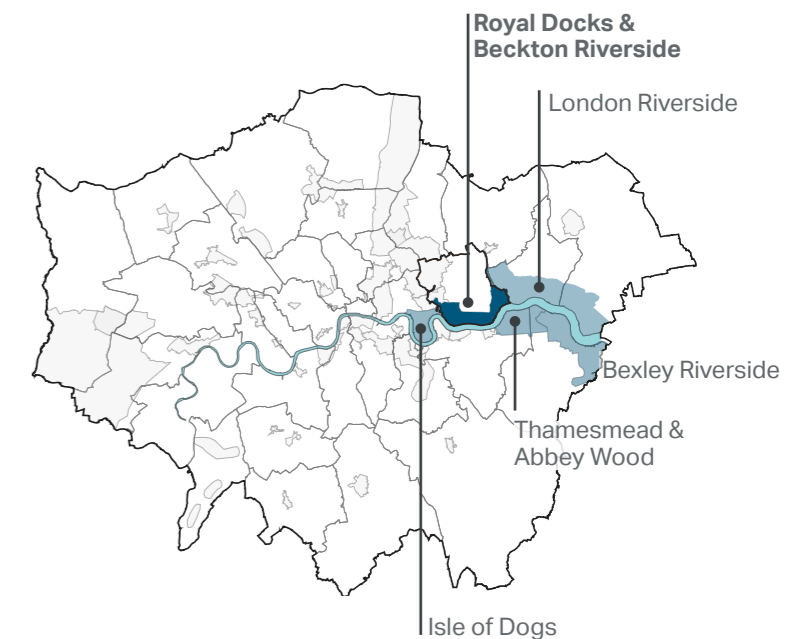 Royal Docks &
Beckton Riverside
London Riverside
Bexley Riverside
Thamesmead &
Abbey Wood
Isle of Dogs